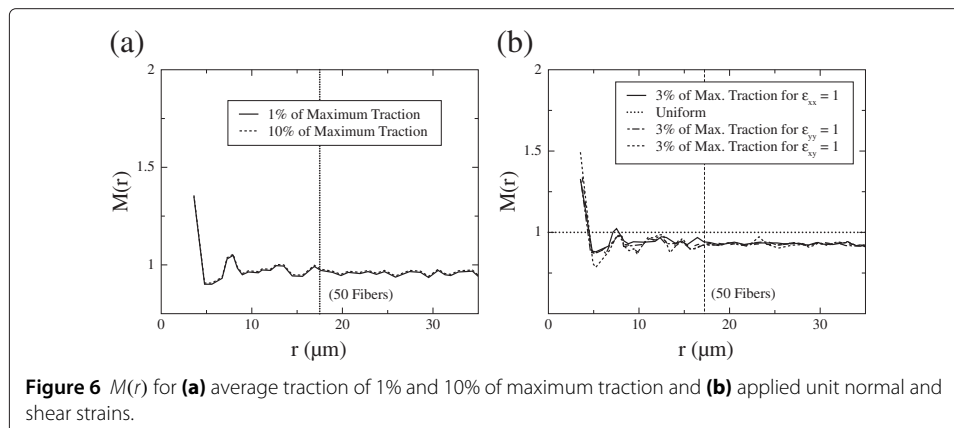 (a)
2
1.5
1
M(r)
1% of Maximum Traction
10% of Maximum Traction
(50 Fibers)
0
10
20
30
r (μm)
(b)
2
1.5
1
M(r)
3% of Max. Traction for ε_xx = 1
Uniform
3% of Max. Traction for ε_yy = 1
3% of Max. Traction for ε_xy = 1
(50 Fibers)
0
10
20
30
r (μm)
Figure 6 M(r) for (a) average traction of 1% and 10% of maximum traction and (b) applied unit normal and
shear strains.